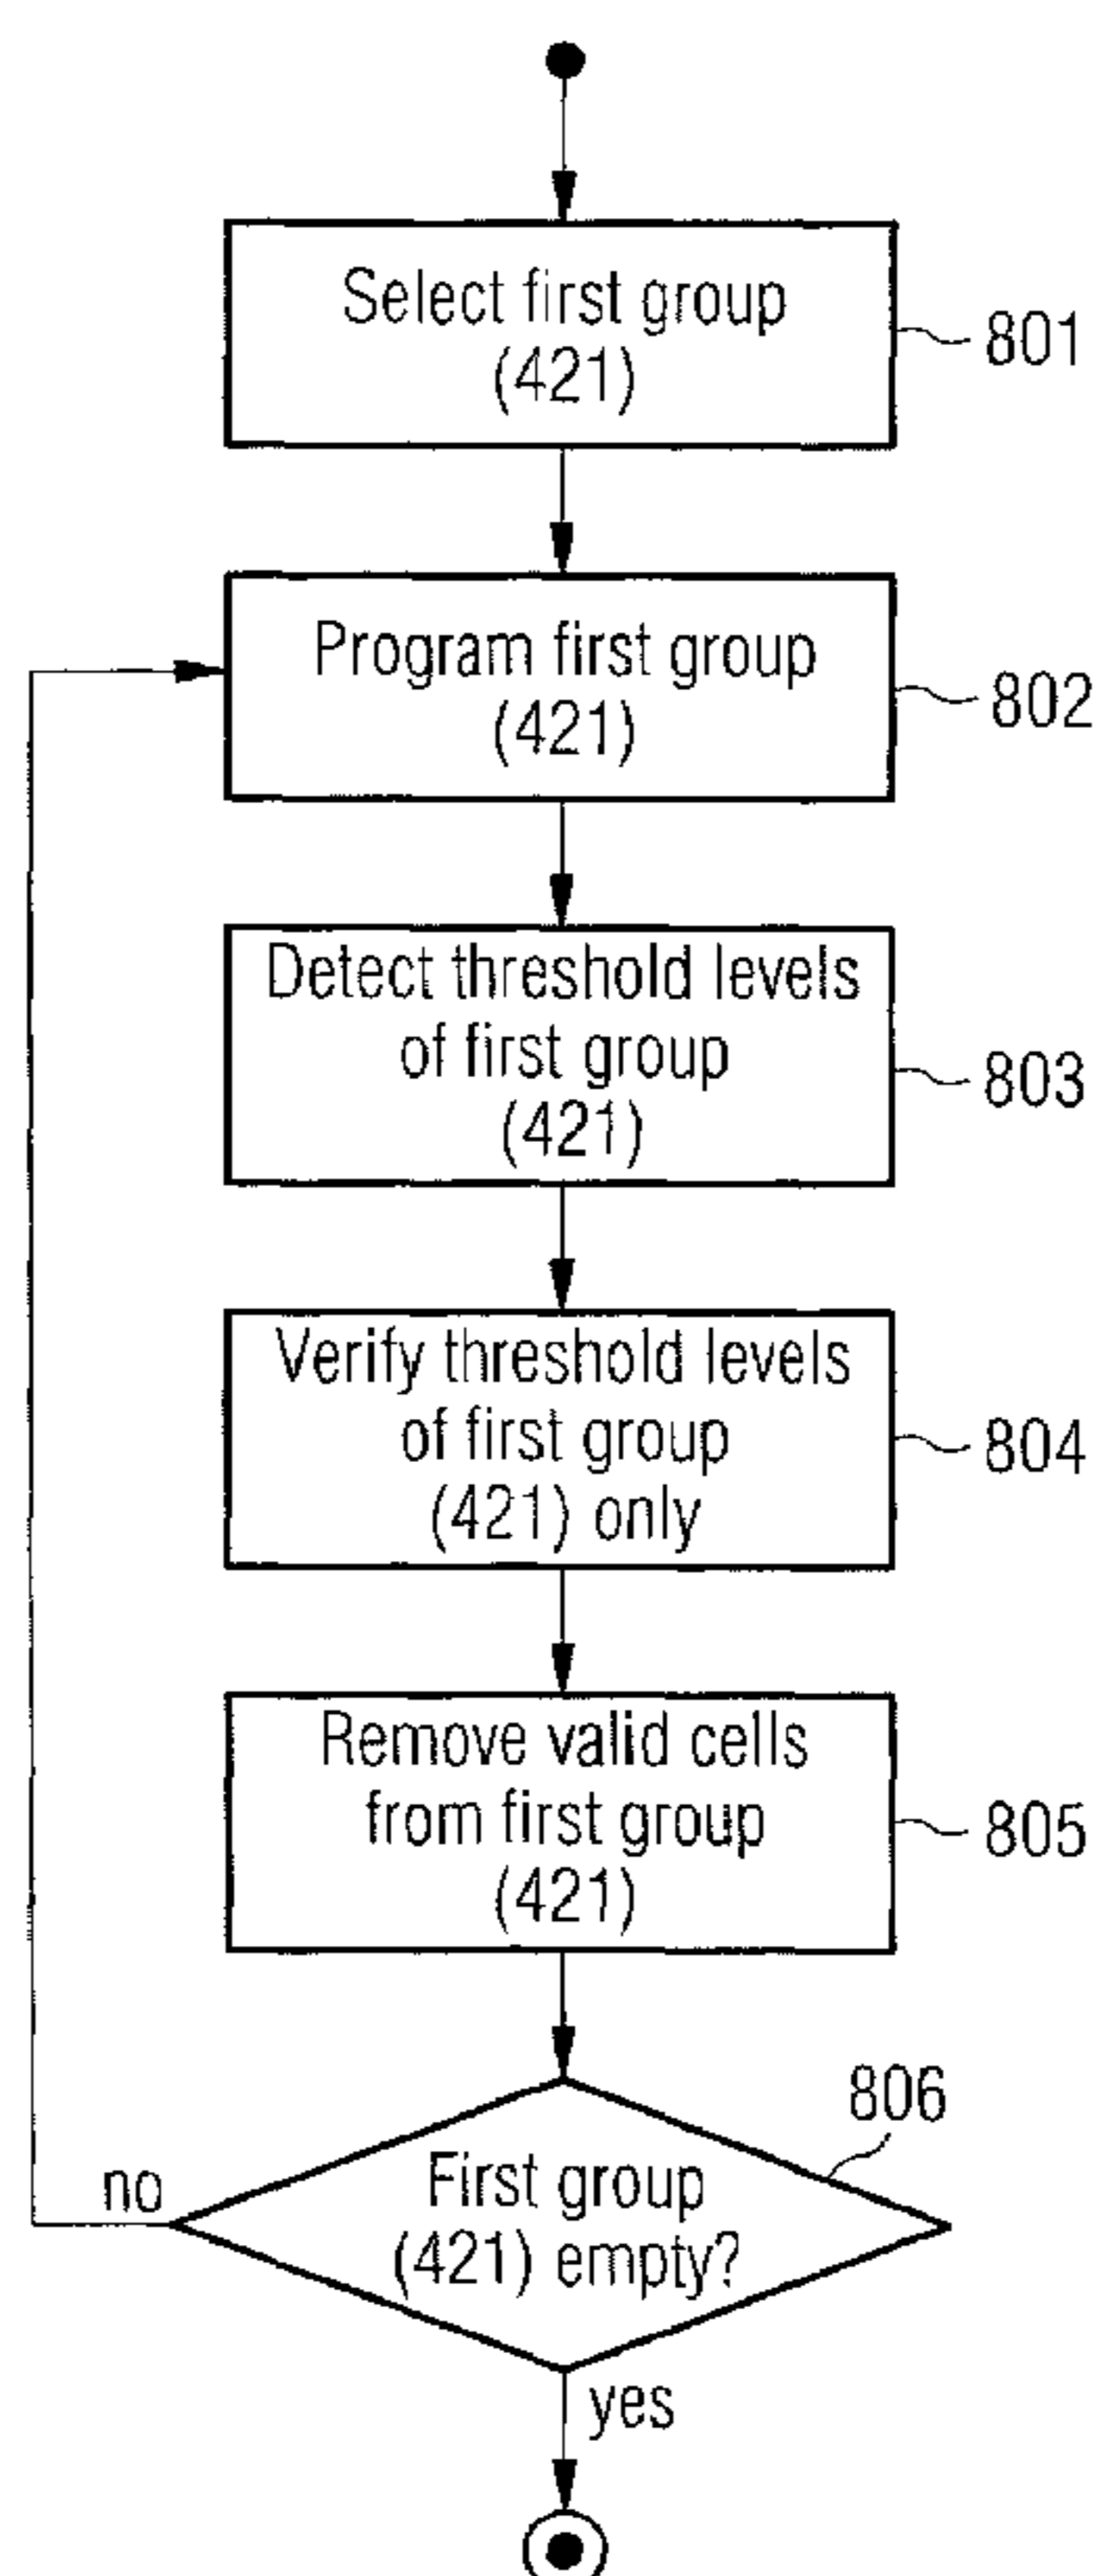 Select first group
(421)
801
Program first group
(421)
802
Detect threshold levels
of first group
(421)
803
Verify threshold levels
of first group
(421) only
804
Remove valid cells
from first group
(421)
805
806
First group
(421) empty?
no
yes